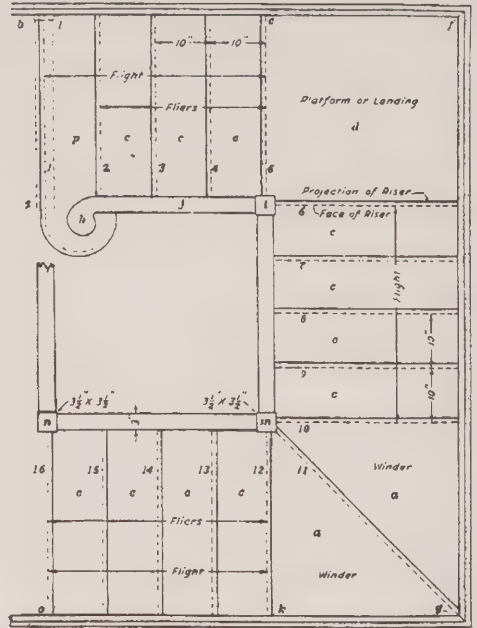 b l c f
10" 10"
Flight
Fliers
Platform or Landing
d
p c c a
1 2 3 4 5
Projection of Riser
h j i
6 Face of Riser
c
7
c
Flight
8
a
10"
9
c
10"
3½" X 3½" 3½" X 3½"
n 3" m
10
16 15 14 13 12 11
Winder
a
c c a c
a
Fliers
Winder
Flight
o k g